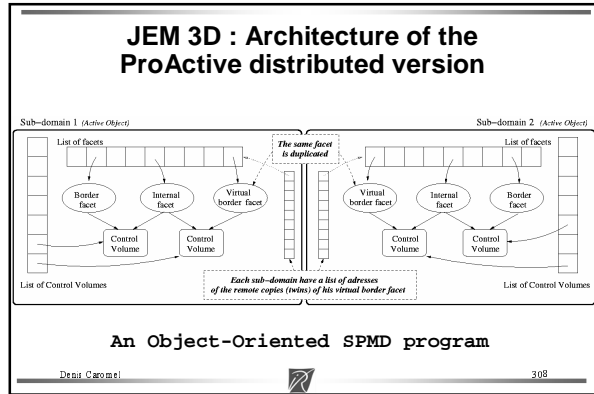 JEM 3D : Architecture of the
ProActive distributed version
Sub-domain 1 (Active Object)
List of facets
Border
facet
Internal
facet
Virtual
border facet
Control
Volume
Control
Volume
List of Control Volumes
The same facet
is duplicated
Each sub-domain have a list of adresses
of the remote copies (twins) of his virtual border facet
Sub-domain 2 (Active Object)
List of facets
Virtual
border facet
Internal
facet
Border
facet
Control
Volume
Control
Volume
List of Control Volumes
An Object-Oriented SPMD program
Denis Caromel
308